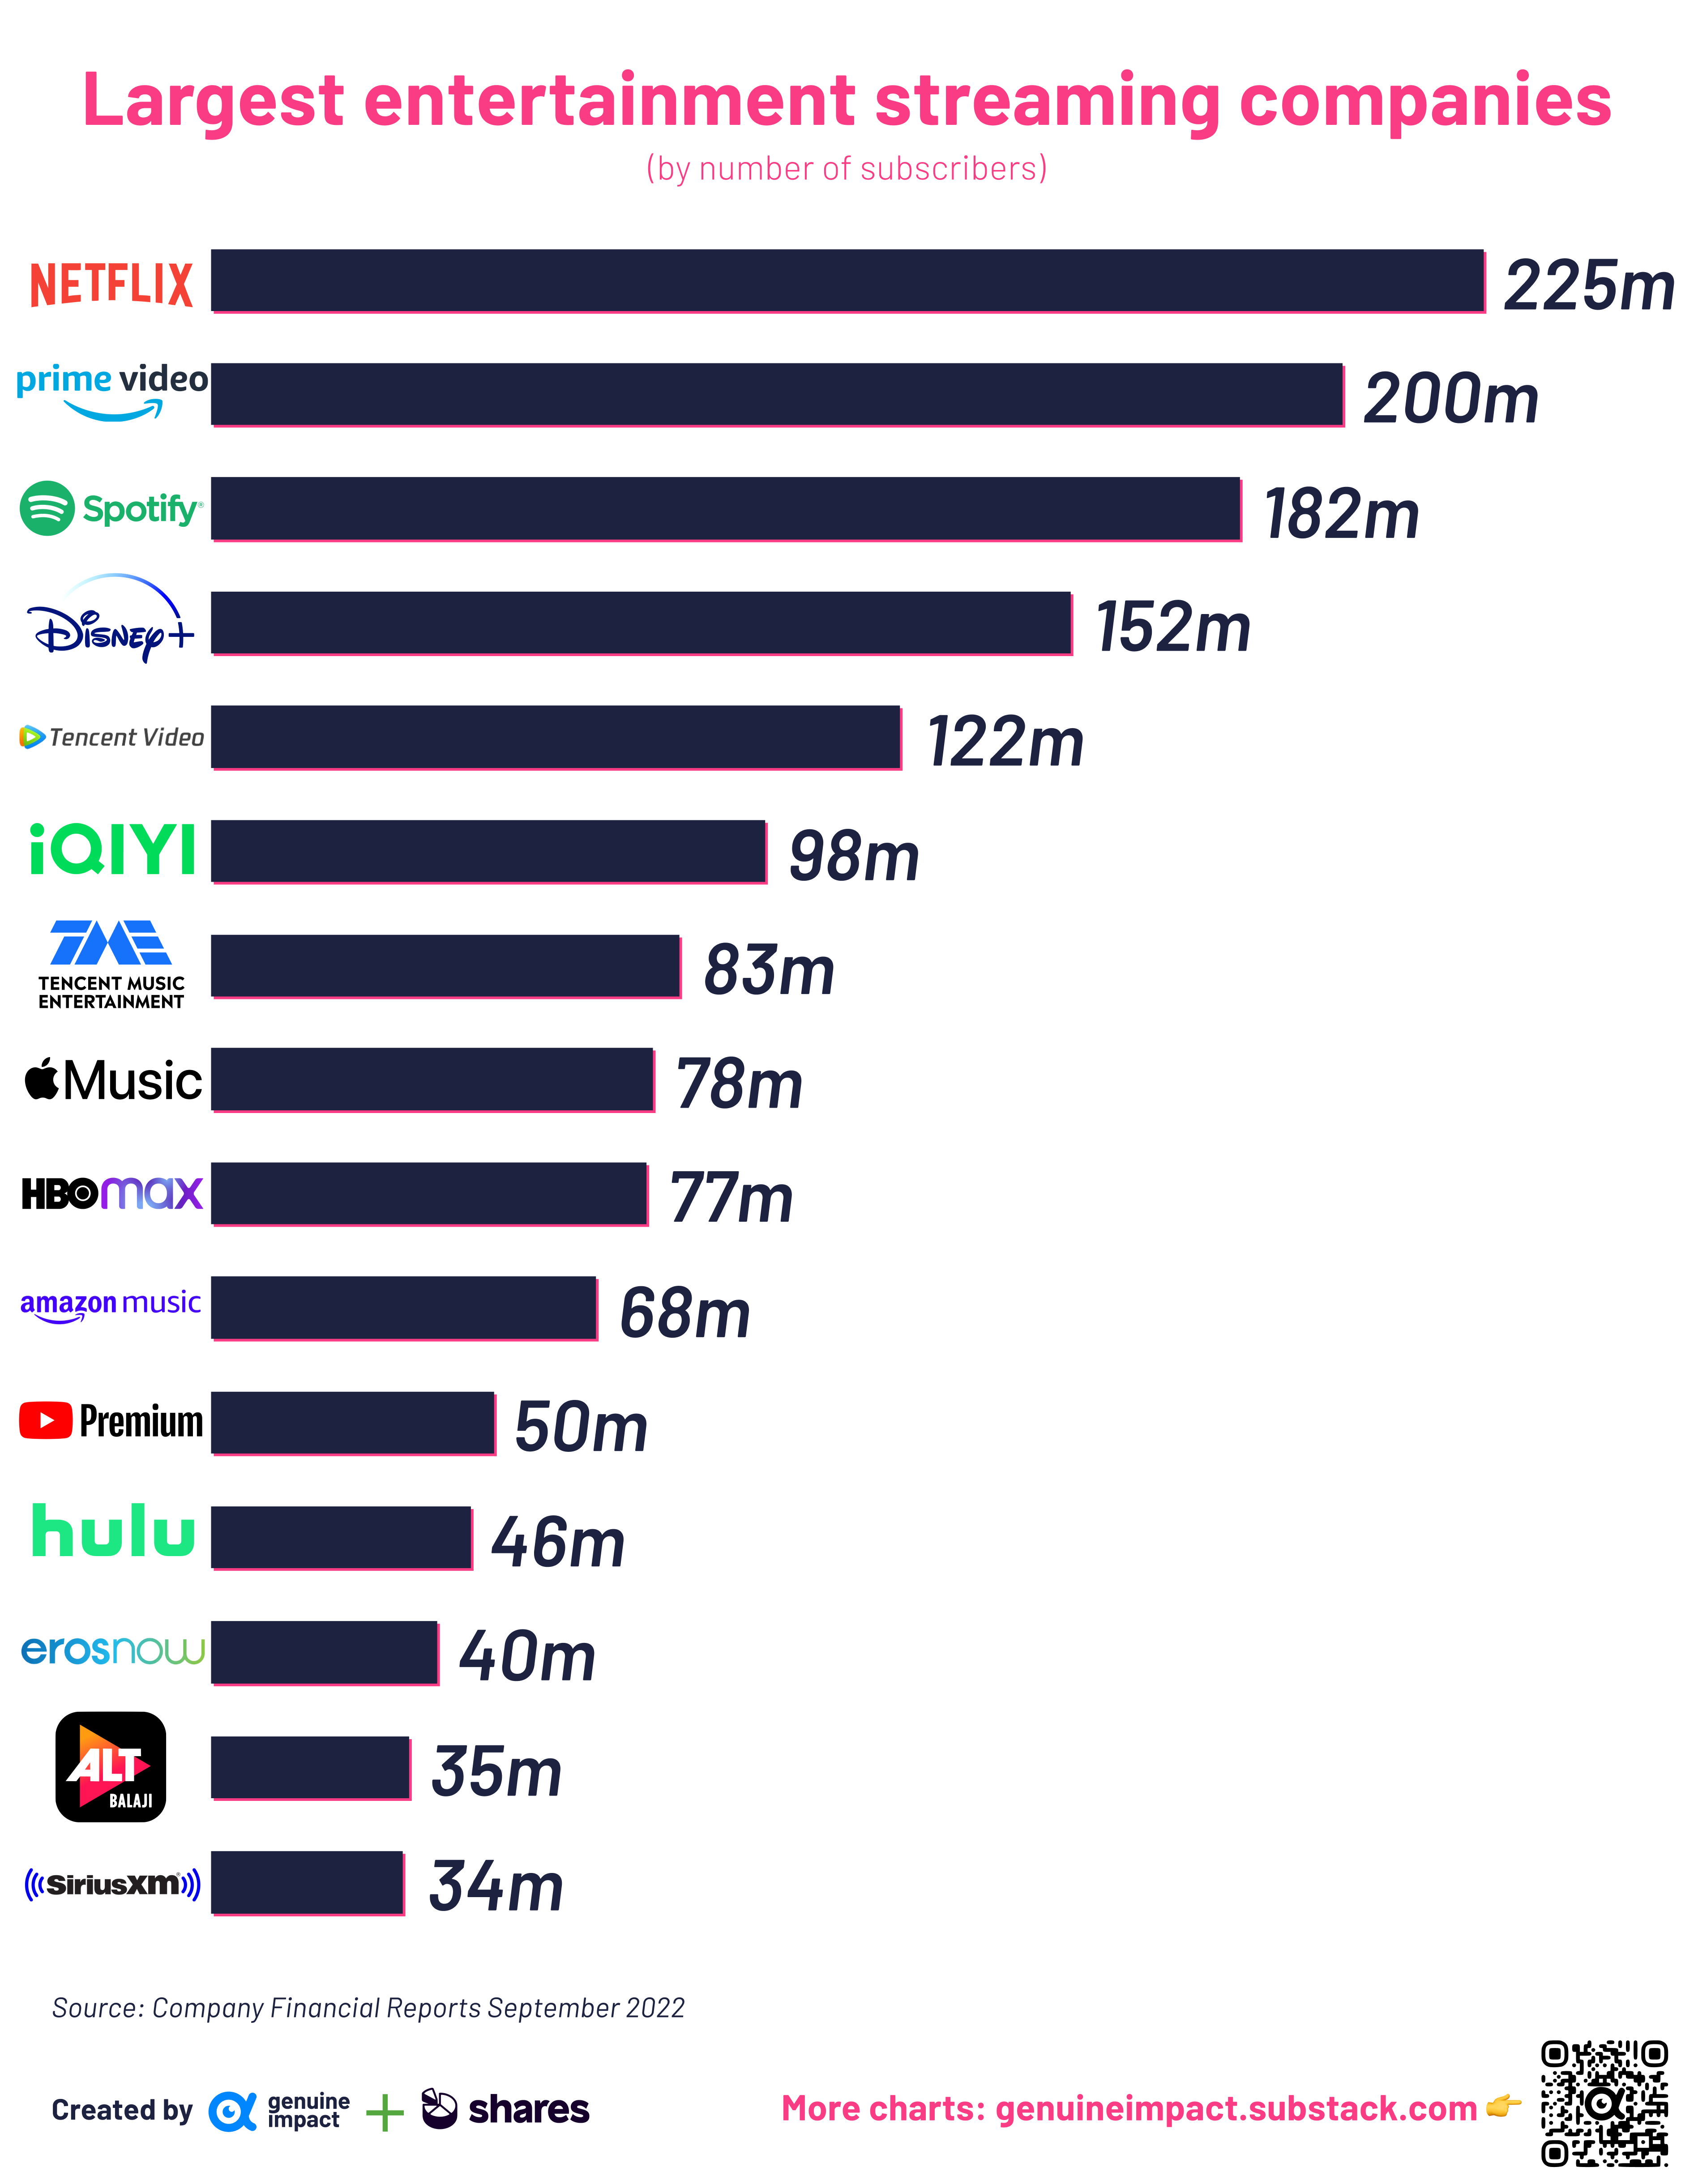 Largest entertainment streaming companies
(by number of subscribers)
NETFLIX 225m
prime video 200m
Spotify® 182m
Disney+ 152m
Tencent Video 122m
iQIYI 98m
TME
TENCENT MUSIC
ENTERTAINMENT 83m
Music 78m
HBOmax 77m
amazon music 68m
Premium 50m
hulu 46m
erosnow 40m
ALT
BALAJI 35m
((SiriusXM)) 34m
Source: Company Financial Reports September 2022
Created by genuine impact + shares
More charts: genuineimpact.substack.com 👉